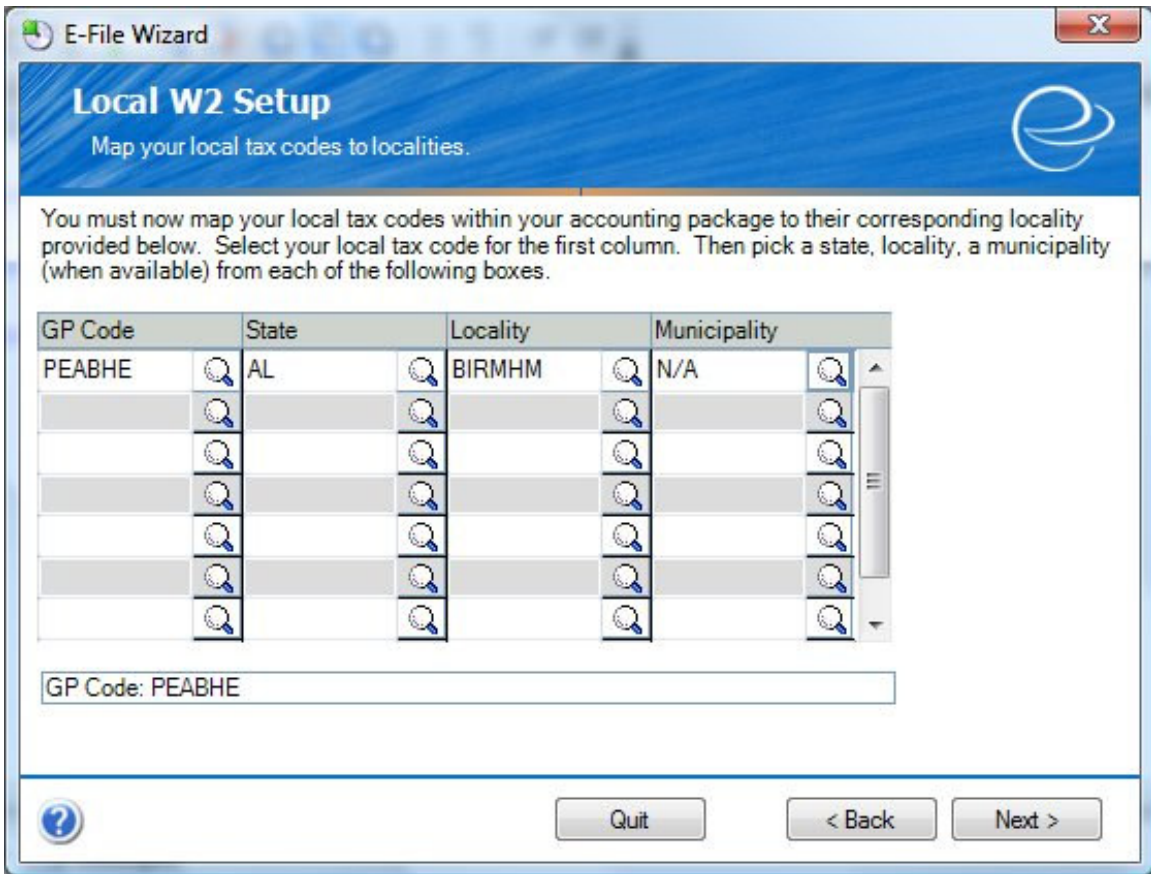 E-File Wizard
Local W2 Setup
Map your local tax codes to localities.
You must now map your local tax codes within your accounting package to their corresponding locality
provided below.  Select your local tax code for the first column.  Then pick a state, locality, a municipality
(when available) from each of the following boxes.
GP Code State Locality Municipality
PEABHE AL BIRMHM N/A
GP Code: PEABHE
Quit < Back Next >